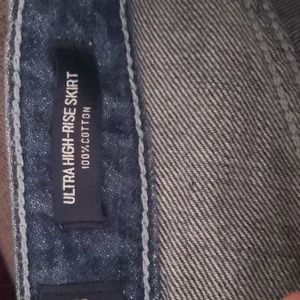 ULTRA HIGH-RISE SKIRT
100% COTTON